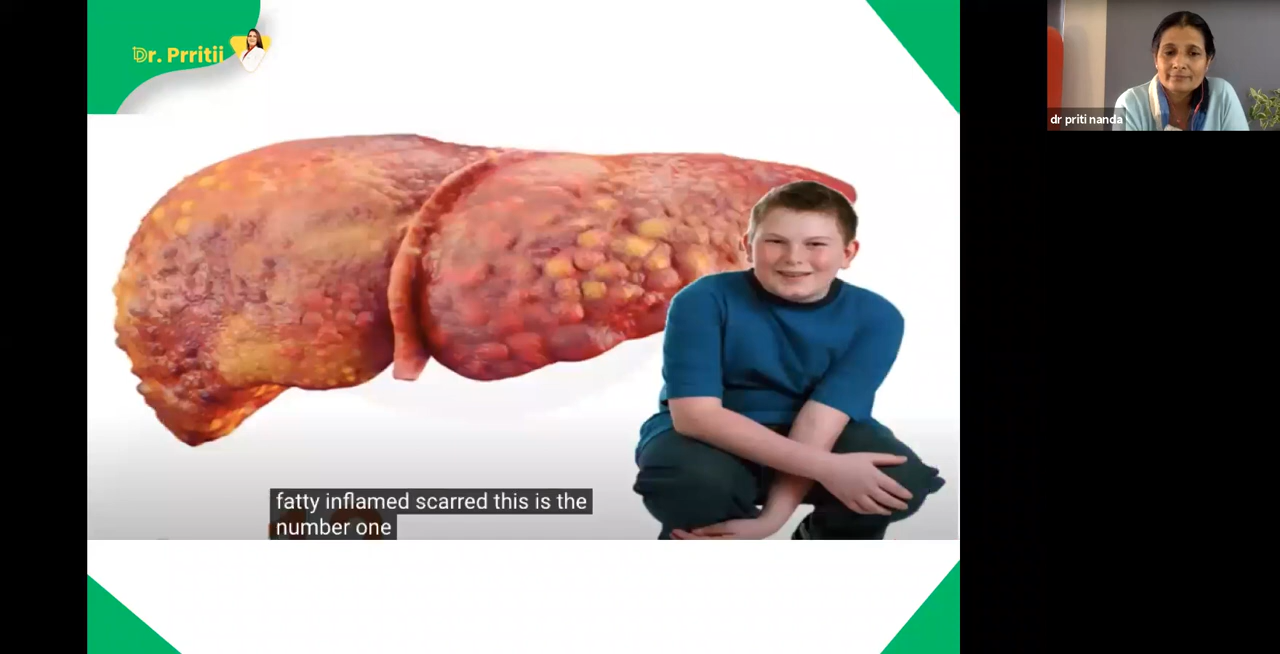 Dr. Prritii
dr priti nanda
fatty inflamed scarred this is the
number one